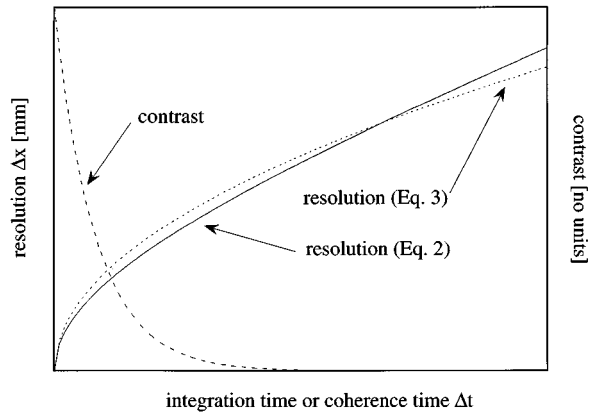 resolution Δx [mm]
contrast
resolution (Eq. 3)
resolution (Eq. 2)
contrast [no units]
integration time or coherence time Δt